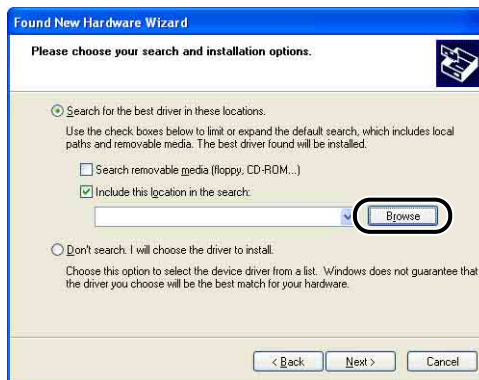 Found New Hardware Wizard
Please choose your search and installation options.
Search for the best driver in these locations.
Use the check boxes below to limit or expand the default search, which includes local
paths and removable media. The best driver found will be installed.
Search removable media (floppy, CD-ROM...)
Include this location in the search:
Browse
Don't search. I will choose the driver to install.
Choose this option to select the device driver from a list. Windows does not guarantee that
the driver you choose will be the best match for your hardware.
< Back Next > Cancel